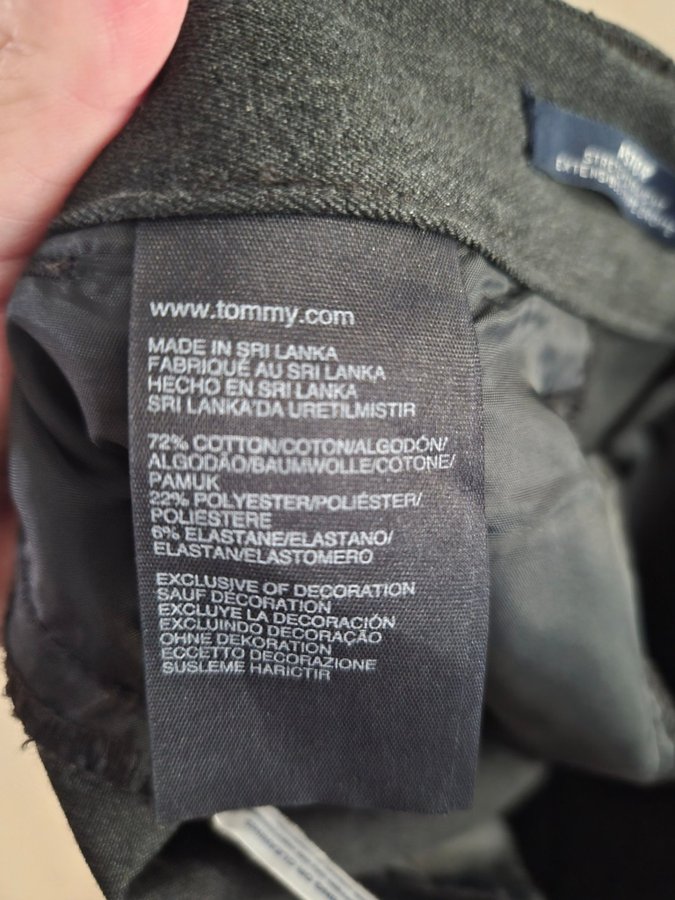 www.tommy.com
MADE IN SRI LANKA
FABRIQUÉ AU SRI LANKA
HECHO EN SRI LANKA
SRI LANKA'DA URETILMISTIR
72% COTTON/COTON/ALGODÓN/
ALGODÃO/BAUMWOLLE/COTONE/
PAMUK
22% POLYESTER/POLIÉSTER/
POLIESTERE
6% ELASTANE/ELASTANO/
ELASTAN/ELASTOMERO
EXCLUSIVE OF DECORATION
SAUF DÉCORATION
EXCLUYE LA DECORACIÓN
EXCLUINDO DECORAÇÃO
OHNE DEKORATION
ECCETTO DECORAZIONE
SUSLEME HARICTIR